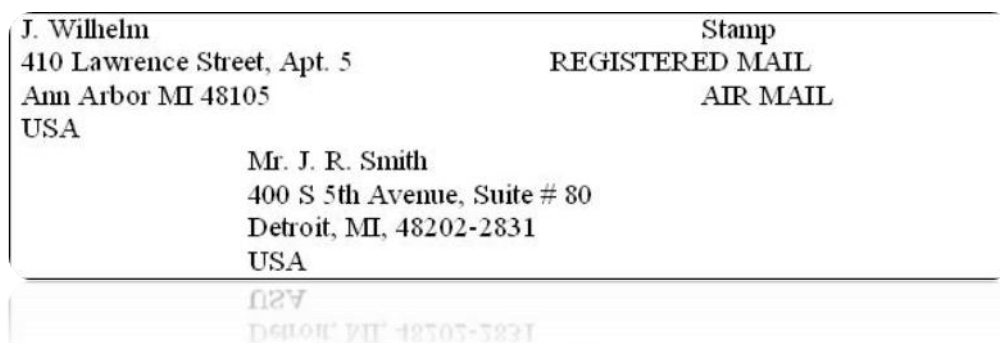 J. Wilhelm
Stamp
410 Lawrence Street, Apt. 5
REGISTERED MAIL
Ann Arbor MI 48105
AIR MAIL
USA
Mr. J. R. Smith
400 S 5th Avenue, Suite # 80
Detroit, MI, 48202-2831
USA